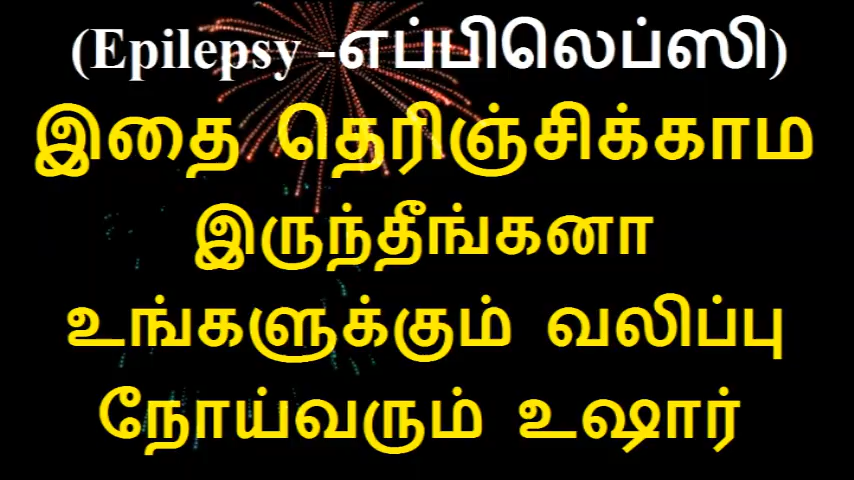 (Epilepsy -எப்பிலெப்ஸி)
இதை தெரிஞ்சிக்காம
இருந்தீங்கனா
உங்களுக்கும் வலிப்பு
நோய்வரும் உஷார்